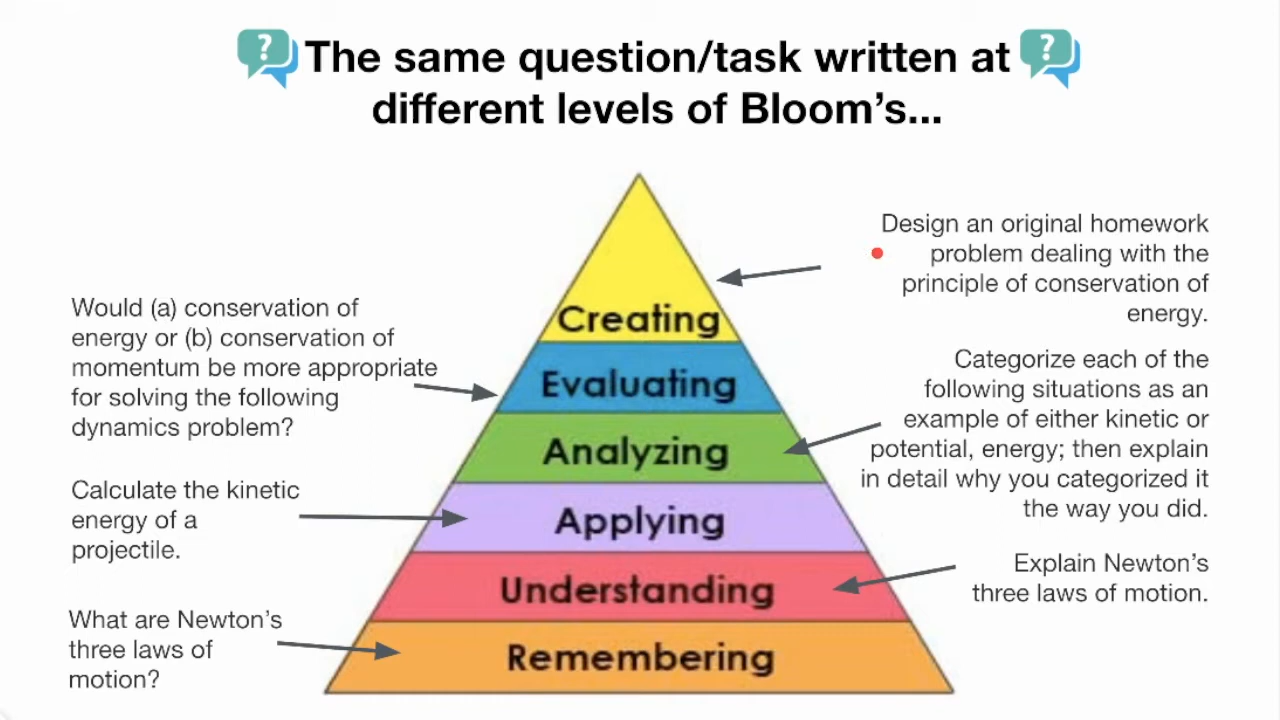 ? The same question/task written at ?
different levels of Bloom’s...
Design an original homework
problem dealing with the
principle of conservation of
energy.
Would (a) conservation of
energy or (b) conservation of
momentum be more appropriate
for solving the following
dynamics problem?
Categorize each of the
following situations as an
example of either kinetic or
potential, energy; then explain
in detail why you categorized it
the way you did.
Calculate the kinetic
energy of a
projectile.
Explain Newton’s
three laws of motion.
What are Newton’s
three laws of
motion?
Creating
Evaluating
Analyzing
Applying
Understanding
Remembering